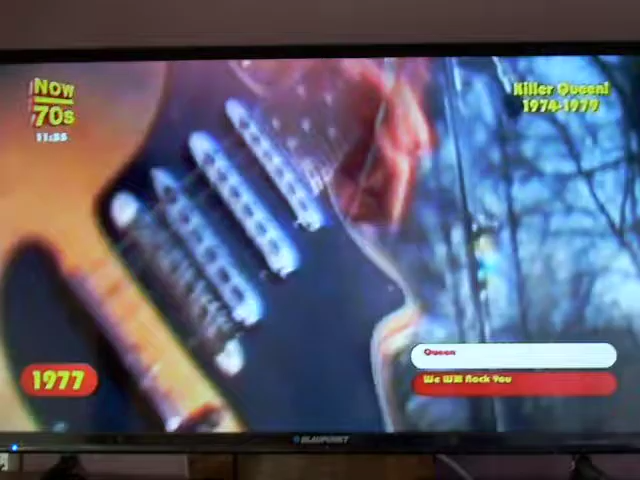 NOW
70s
11:55
Killer Queen!
1974-1979
1977
Queen
We Will Rock You
BLAUPUNKT